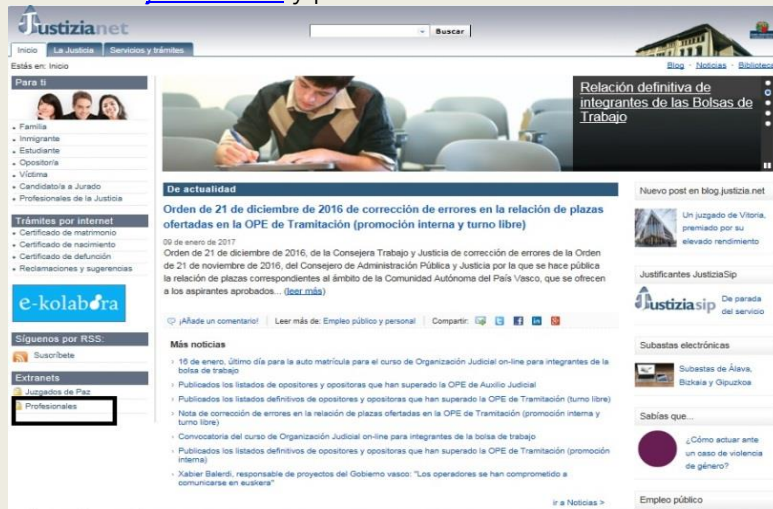 y
Justizianet
Buscar
Inicio La Justicia Servicios y trámites
Estás en: Inicio
Blog · Noticias · Biblioteca
Para ti
Familia
Inmigrante
Estudiante
Opositor/a
Víctima
Candidato/a a Jurado
Profesionales de la Justicia
Trámites por internet
Certificado de matrimonio
Certificado de nacimiento
Certificado de defunción
Reclamaciones y sugerencias
e-kolabora
Síguenos por RSS:
Suscríbete
Extranets
Juzgados de Paz
Profesionales
Relación definitiva de
integrantes de las Bolsas de
Trabajo
De actualidad
Orden de 21 de diciembre de 2016 de corrección de errores en la relación de plazas
ofertadas en la OPE de Tramitación (promoción interna y turno libre)
09 de enero de 2017
Orden de 21 de diciembre de 2016, de la Consejera Trabajo y Justicia de corrección de errores de la Orden
de 21 de noviembre de 2016, del Consejero de Administración Pública y Justicia por la que se hace pública
la relación de plazas correspondientes al ámbito de la Comunidad Autónoma del País Vasco, que se ofrecen
a los aspirantes aprobados... (leer más)
¡Añade un comentario! Leer más de: Empleo público y personal Compartir:
Más noticias
› 16 de enero, último día para la auto matrícula para el curso de Organización Judicial on-line para integrantes de la
bolsa de trabajo
› Publicados los listados de opositores y opositoras que han superado la OPE de Auxilio Judicial
› Publicados los listados definitivos de opositores y opositoras que han superado la OPE de Tramitación (turno libre)
› Nota de corrección de errores en la relación de plazas ofertadas en la OPE de Tramitación (promoción interna y
turno libre)
› Convocatoria del curso de Organización Judicial on-line para integrantes de la bolsa de trabajo
› Publicados los listados definitivos de opositores y opositoras que han superado la OPE de Tramitación (promoción
interna)
› Xabier Balerdi, responsable de proyectos del Gobierno vasco: "Los operadores se han comprometido a
comunicarse en euskera"
ir a Noticias >
Nuevo post en blog.justizia.net
Un juzgado de Vitoria,
premiado por su
elevado rendimiento
Justificantes JustiziaSip
Justiziasip De parada
del servicio
Subastas electrónicas
Subastas de Álava,
Bizkaia y Gipuzkoa
Sabías que...
¿Cómo actuar ante
un caso de violencia
de género?
Empleo público